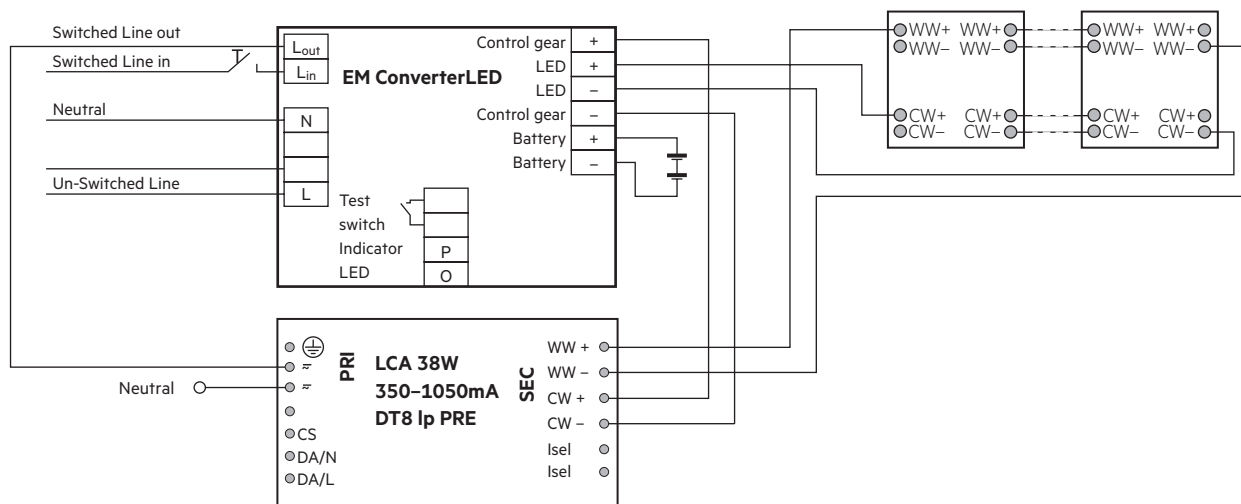 Switched Line out
Switched Line in
Neutral
Un-Switched Line
Lout
Lin
N
L
EM ConverterLED
Control gear +
LED +
LED –
Control gear –
Battery +
Battery –
Test
switch
Indicator P
LED O
WW+ WW+ WW+ WW+
WW– WW– WW– WW–
CW+ CW+ CW+ CW+
CW– CW– CW– CW–
Neutral
PRI
LCA 38W
350–1050mA
DT8 lp PRE
SEC
CS
DA/N
DA/L
WW +
WW –
CW +
CW –
Isel
Isel